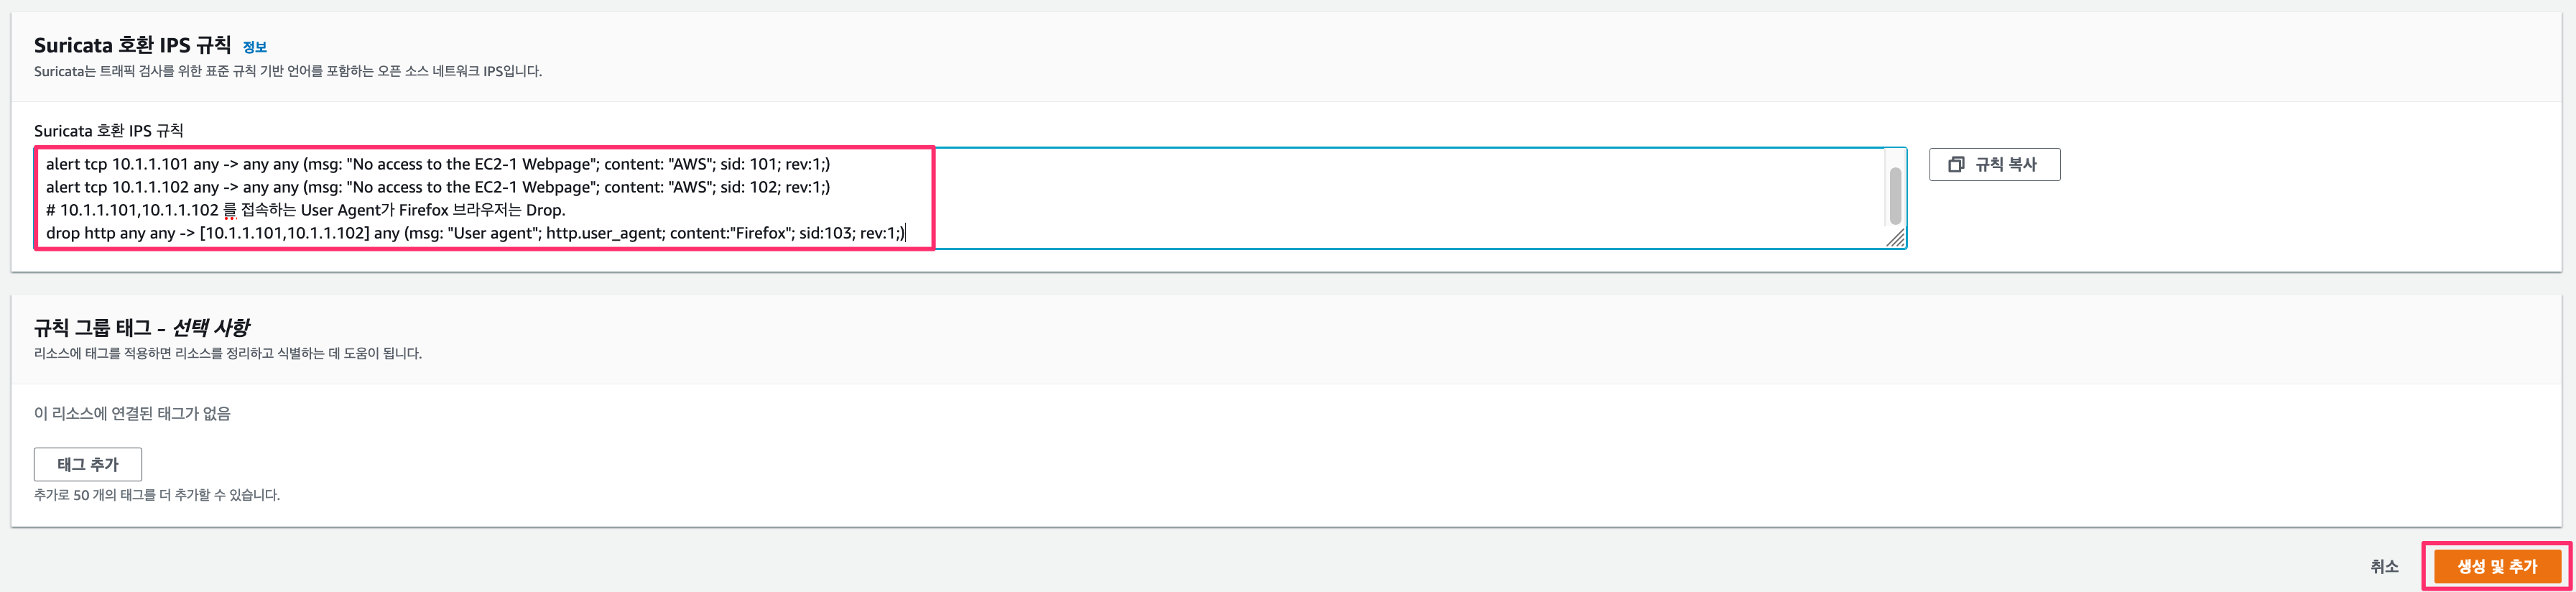 Suricata 호환 IPS 규칙 정보
Suricata는 트래픽 검사를 위한 표준 규칙 기반 언어를 포함하는 오픈 소스 네트워크 IPS입니다.
Suricata 호환 IPS 규칙
alert tcp 10.1.1.101 any -> any any (msg: "No access to the EC2-1 Webpage"; content: "AWS"; sid: 101; rev:1;)
alert tcp 10.1.1.102 any -> any any (msg: "No access to the EC2-1 Webpage"; content: "AWS"; sid: 102; rev:1;)
# 10.1.1.101,10.1.1.102 를 접속하는 User Agent가 Firefox 브라우저는 Drop.
drop http any any -> [10.1.1.101,10.1.1.102] any (msg: "User agent"; http.user_agent; content:"Firefox"; sid:103; rev:1;)
규칙 복사
규칙 그룹 태그 - 선택 사항
리소스에 태그를 적용하면 리소스를 정리하고 식별하는 데 도움이 됩니다.
이 리소스에 연결된 태그가 없음
태그 추가
추가로 50 개의 태그를 더 추가할 수 있습니다.
취소
생성 및 추가